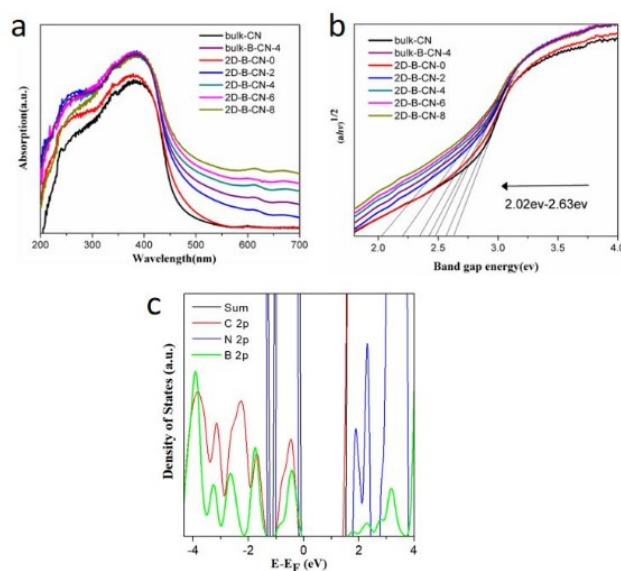 a
bulk-CN
bulk-B-CN-4
2D-B-CN-0
2D-B-CN-2
2D-B-CN-4
2D-B-CN-6
2D-B-CN-8
Absorption(a.u.)
200 300 400 500 600 700
Wavelength(nm)
b
bulk-CN
bulk-B-CN-4
2D-B-CN-0
2D-B-CN-2
2D-B-CN-4
2D-B-CN-6
2D-B-CN-8
(ahv)1/2
2.02ev-2.63ev
2.0 2.5 3.0 3.5 4.0
Band gap energy(ev)
c
Sum
C 2p
N 2p
B 2p
Density of States (a.u.)
-4 -2 0 2 4
E-EF (eV)